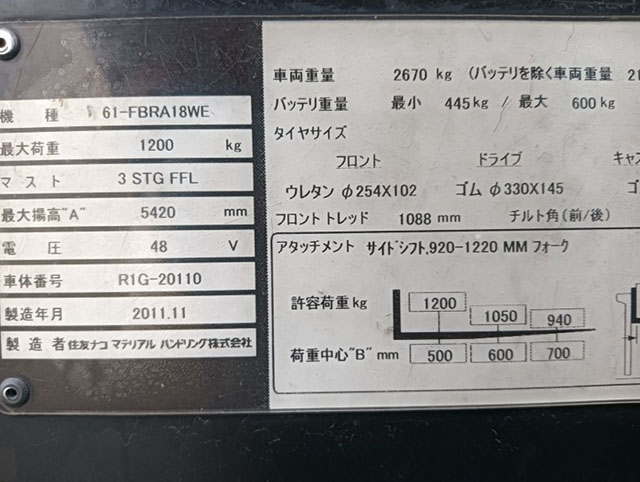 機 種 61-FBRA18WE
最大荷重 1200 kg
マスト 3 STG FFL
最大揚高"A" 5420 mm
電 圧 48 V
車体番号 R1G-20110
製造年月 2011.11
製造者 住友ナコ マテリアル ハンドリング株式会社
車両重量 2670 kg (バッテリを除く車両重量 21
バッテリ重量 最小 445kg / 最大 600kg
タイヤサイズ
フロント ドライブ キャス
ウレタン φ254X102 ゴム φ330X145 ゴ
フロント トレッド 1088 mm チルト角(前/後)
アタッチメント サイドシフト,920-1220 MM フォーク
許容荷重 kg 1200 1050 940
荷重中心"B" mm 500 600 700